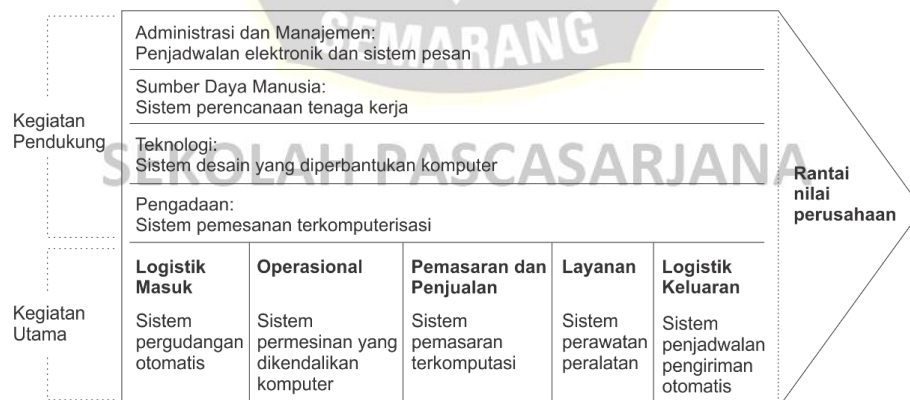 SEMARANG
Administrasi dan Manajemen:
Penjadwalan elektronik dan sistem pesan
Sumber Daya Manusia:
Sistem perencanaan tenaga kerja
Kegiatan
Pendukung
Teknologi:
Sistem desain yang diperbantukan komputer
SEKOLAH PASCASARJANA
Pengadaan:
Sistem pemesanan terkomputerisasi
Rantai
nilai
perusahaan
Kegiatan
Utama
Logistik
Masuk
Sistem
pergudangan
otomatis
Operasional
Sistem
permesinan yang
dikendalikan
komputer
Pemasaran dan
Penjualan
Sistem
pemasaran
terkomputasi
Layanan
Sistem
perawatan
peralatan
Logistik
Keluaran
Sistem
penjadwalan
pengiriman
otomatis